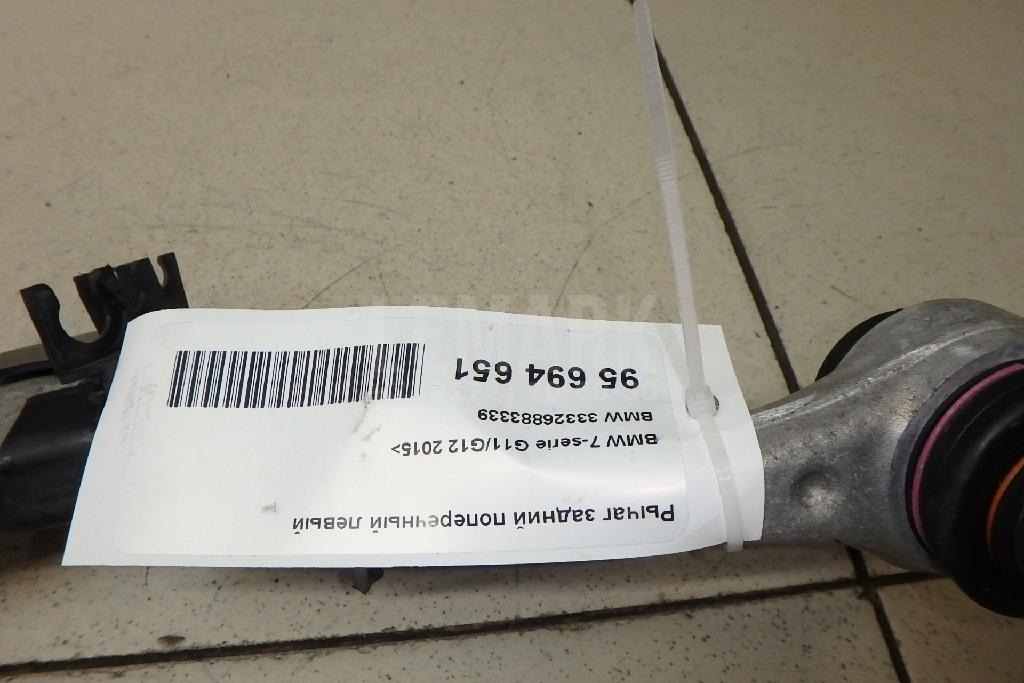 Рычаг задний поперечный левый
BMW 7-serie G11/G12 2015>
BMW 33326883339
95 694 651